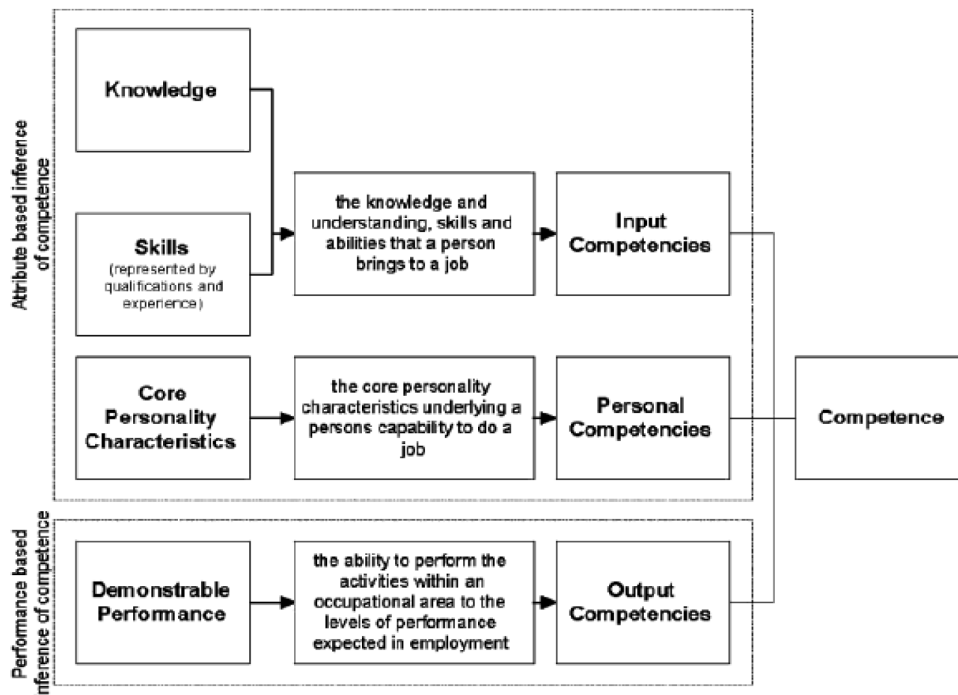 Attribute based inference
of competence
Knowledge
Skills
(represented by
qualifications and
experience)
the knowledge and
understanding, skills and
abilities that a person
brings to a job
Input
Competencies
Core
Personality
Characteristics
the core personality
characteristics underlying a
persons capability to do a
job
Personal
Competencies
Competence
Performance based
inference of competence
Demonstrable
Performance
the ability to perform the
activities within an
occupational area to the
levels of performance
expected in employment
Output
Competencies